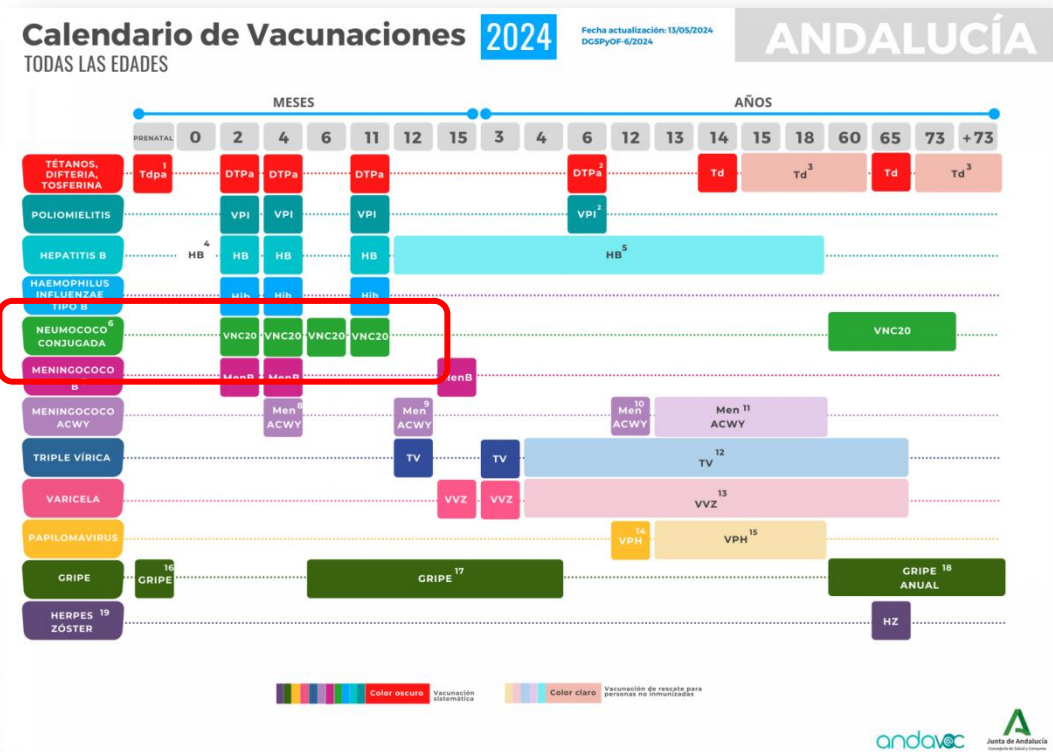 Calendario de Vacunaciones 2024
Fecha actualización: 13/05/2024
DGSPyOF-6/2024
ANDALUCÍA
TODAS LAS EDADES
MESES AÑOS
PRENATAL 0 2 4 6 11 12 15 3 4 6 12 13 14 15 18 60 65 73 +73
TÉTANOS,
DIFTERIA,
TOSFERINA
Tdpa 1 DTPa DTPa DTPa DTPa 2 Td Td 3 Td Td 3
POLIOMIELITIS VPI VPI VPI VPI 2
HEPATITIS B HB 4 HB HB HB HB 5
HAEMOPHILUS
INFLUENZAE
TIPO B
Hib Hib Hib
NEUMOCOCO 6
CONJUGADA
VNC20 VNC20 VNC20 VNC20 VNC20
MENINGOCOCO
B
MenB MenB MenB
MENINGOCOCO
ACWY
Men 8 Men 9 Men 10 Men 11
ACWY ACWY ACWY ACWY
TRIPLE VÍRICA TV TV TV 12
VARICELA VVZ VVZ VVZ 13
PAPILOMAVIRUS VPH 14 VPH 15
GRIPE GRIPE 16 GRIPE 17 GRIPE 18
ANUAL
HERPES 19
ZÓSTER
HZ
Color oscuro Vacunación
sistemática
Color claro Vacunación de rescate para
personas no inmunizadas
andavac
Junta de Andalucía
Consejería de Salud y Consumo